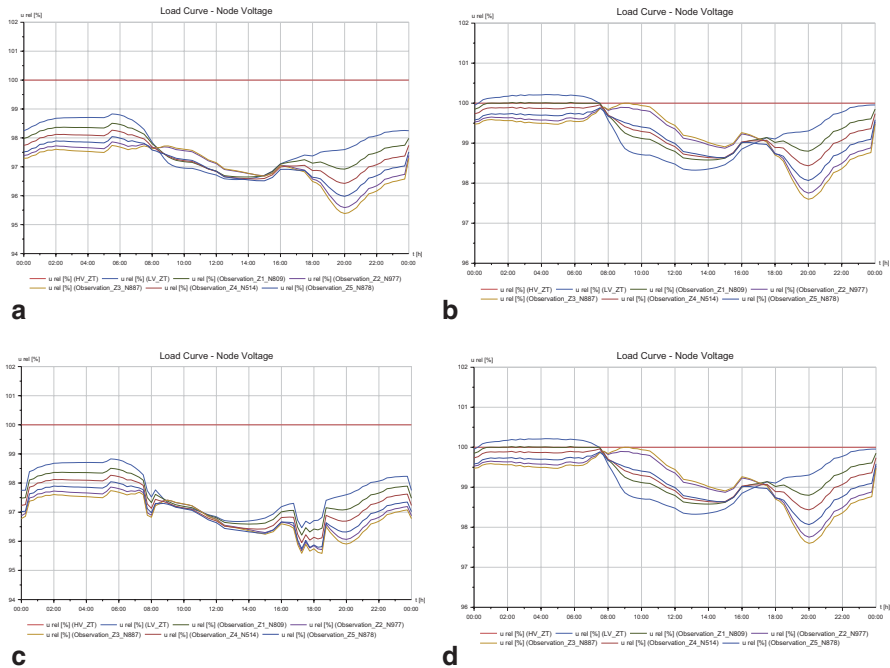 Load Curve - Node Voltage
u rel [%]
102
101
100
99
98
97
96
95
94
00:00 02:00 04:00 06:00 08:00 10:00 12:00 14:00 16:00 18:00 20:00 22:00 00:00
t [h]
u rel [%] (HV_ZT) u rel [%] (LV_ZT) u rel [%] (Observation_Z1_N809) u rel [%] (Observation_Z2_N977)
u rel [%] (Observation_Z3_N887) u rel [%] (Observation_Z4_N514) u rel [%] (Observation_Z5_N878)
a
Load Curve - Node Voltage
u rel [%]
102
101
100
99
98
97
96
00:00 02:00 04:00 06:00 08:00 10:00 12:00 14:00 16:00 18:00 20:00 22:00 00:00
t [h]
u rel [%] (HV_ZT) u rel [%] (LV_ZT) u rel [%] (Observation_Z1_N809) u rel [%] (Observation_Z2_N977)
u rel [%] (Observation_Z3_N887) u rel [%] (Observation_Z4_N514) u rel [%] (Observation_Z5_N878)
b
Load Curve - Node Voltage
u rel [%]
102
101
100
99
98
97
96
95
94
00:00 02:00 04:00 06:00 08:00 10:00 12:00 14:00 16:00 18:00 20:00 22:00 00:00
t [h]
u rel [%] (HV_ZT) u rel [%] (LV_ZT) u rel [%] (Observation_Z1_N809) u rel [%] (Observation_Z2_N977)
u rel [%] (Observation_Z3_N887) u rel [%] (Observation_Z4_N514) u rel [%] (Observation_Z5_N878)
c
Load Curve - Node Voltage
u rel [%]
102
101
100
99
98
97
96
00:00 02:00 04:00 06:00 08:00 10:00 12:00 14:00 16:00 18:00 20:00 22:00 00:00
t [h]
u rel [%] (HV_ZT) u rel [%] (LV_ZT) u rel [%] (Observation_Z1_N809) u rel [%] (Observation_Z2_N977)
u rel [%] (Observation_Z3_N887) u rel [%] (Observation_Z4_N514) u rel [%] (Observation_Z5_N878)
d